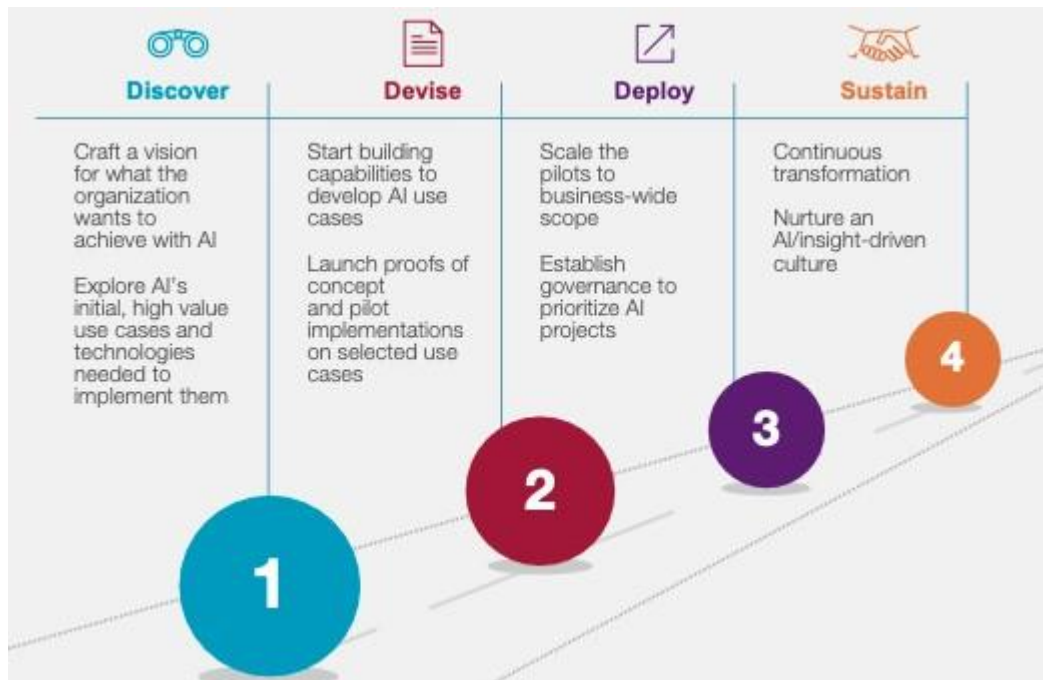 Discover
Craft a vision
for what the
organization
wants to
achieve with AI
Explore AI's
initial, high value
use cases and
technologies
needed to
implement them
Devise
Start building
capabilities to
develop AI use
cases
Launch proofs of
concept
and pilot
implementations
on selected use
cases
Deploy
Scale the
pilots to
business-wide
scope
Establish
governance to
prioritize AI
projects
Sustain
Continuous
transformation
Nurture an
AI/insight-driven
culture
1
2
3
4